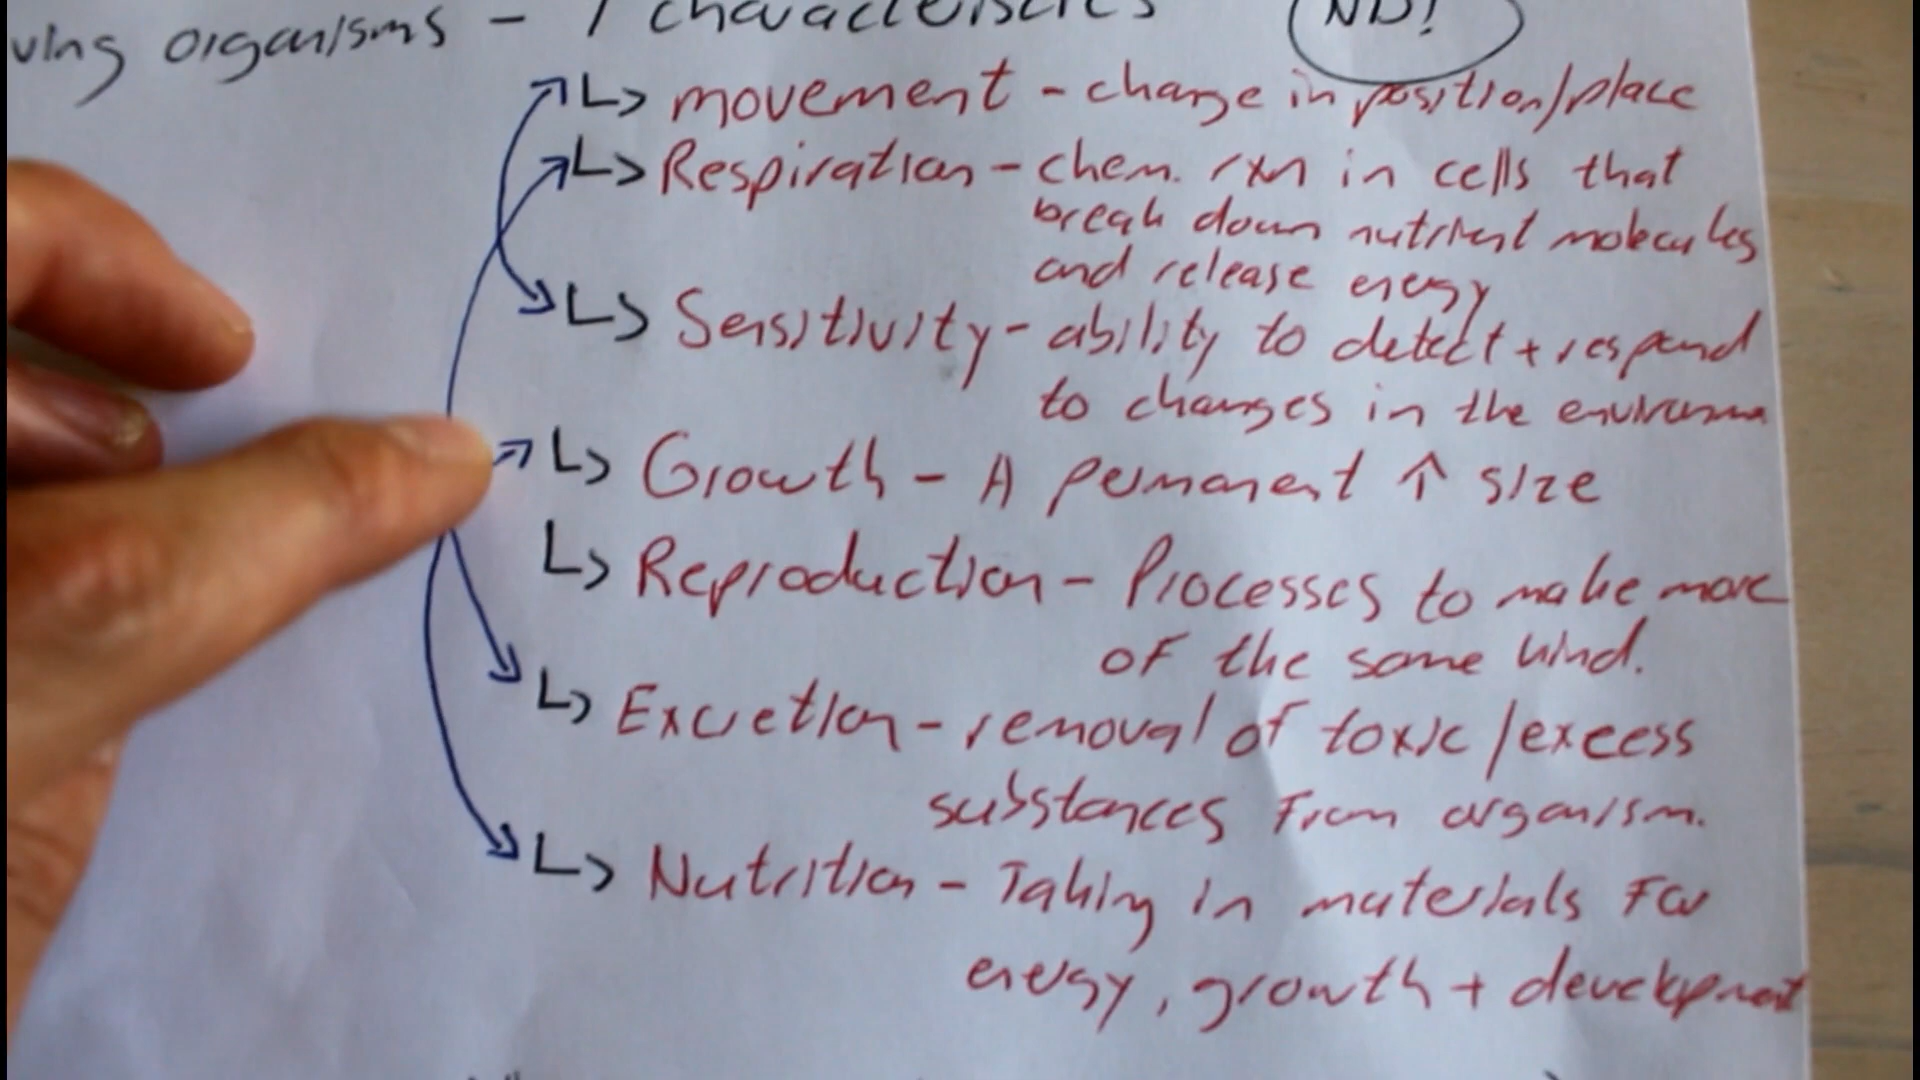 living organisms - 7 characteristics NB!
↳ movement - change in position/place
↳ Respiration - chem. rxn in cells that
break down nutrient molecules
and release energy
↳ Sensitivity - ability to detect + respond
to changes in the environme
↳ Growth - A permanent ↑ size
↳ Reproduction - Processes to make more
of the same kind.
↳ Excretion - removal of toxic/excess
substances from organism.
↳ Nutrition - Taking in materials for
energy, growth + development